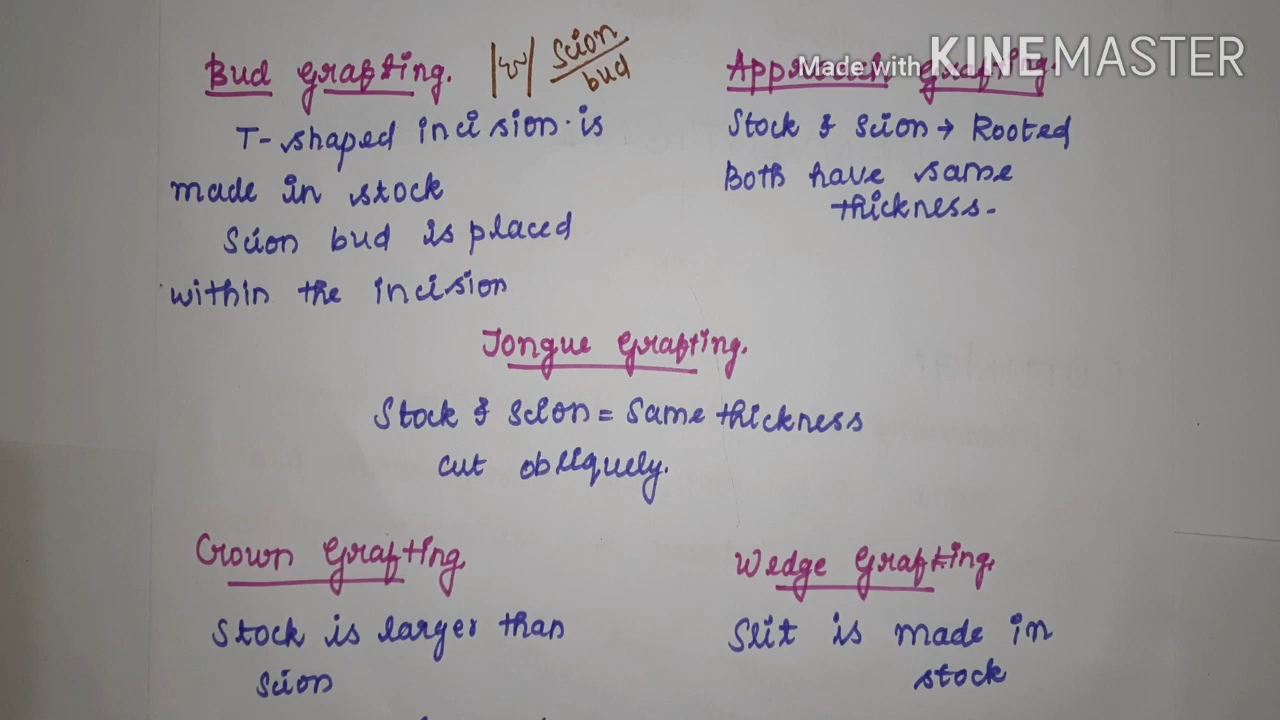 Bud Grafting.
Scion
bud
T-shaped incision is
made in stock
Scion bud is placed
within the incision
Approach Grafting.
Made with KINEMASTER
Stock & Scion → Rooted
Both have same
thickness.
Tongue Grafting.
Stock & Scion = Same thickness
cut obliquely.
Crown Grafting.
Stock is larger than
Scion
Wedge Grafting.
Slit is made in
stock